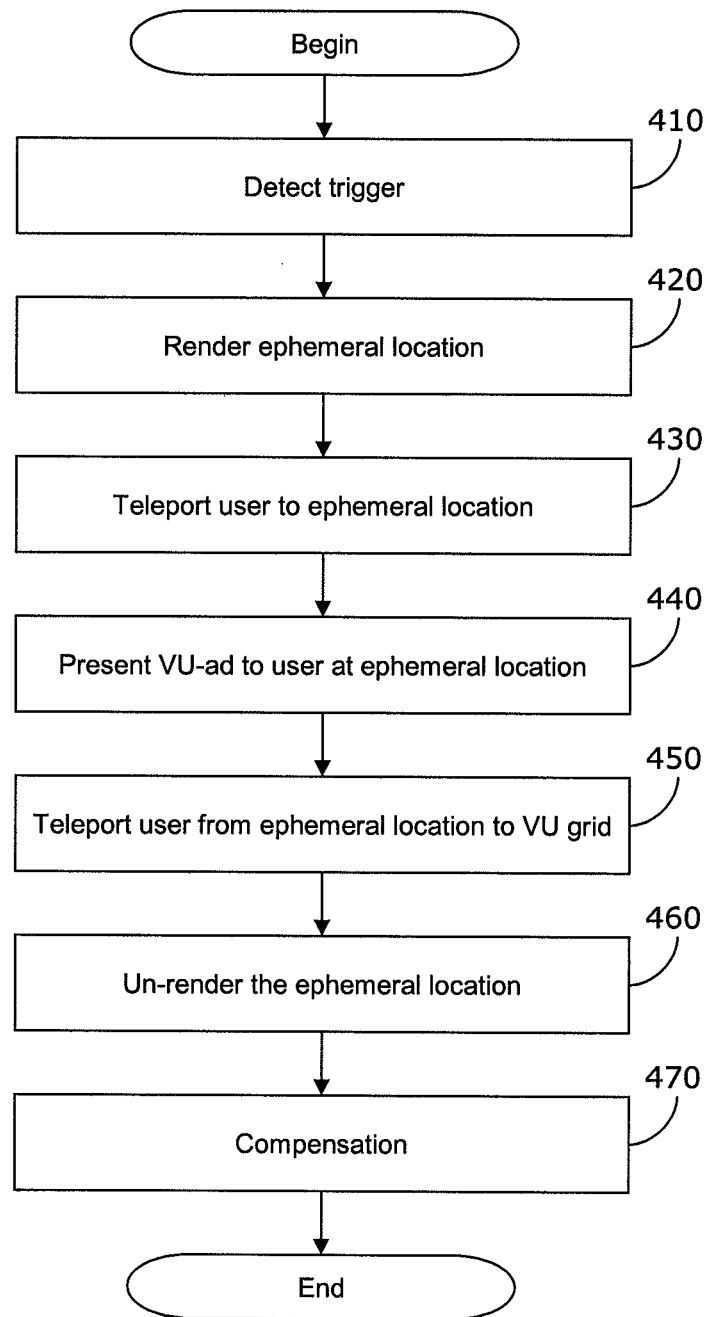 Begin
410
Detect trigger
420
Render ephemeral location
430
Teleport user to ephemeral location
440
Present VU-ad to user at ephemeral location
450
Teleport user from ephemeral location to VU grid
460
Un-render the ephemeral location
470
Compensation
End